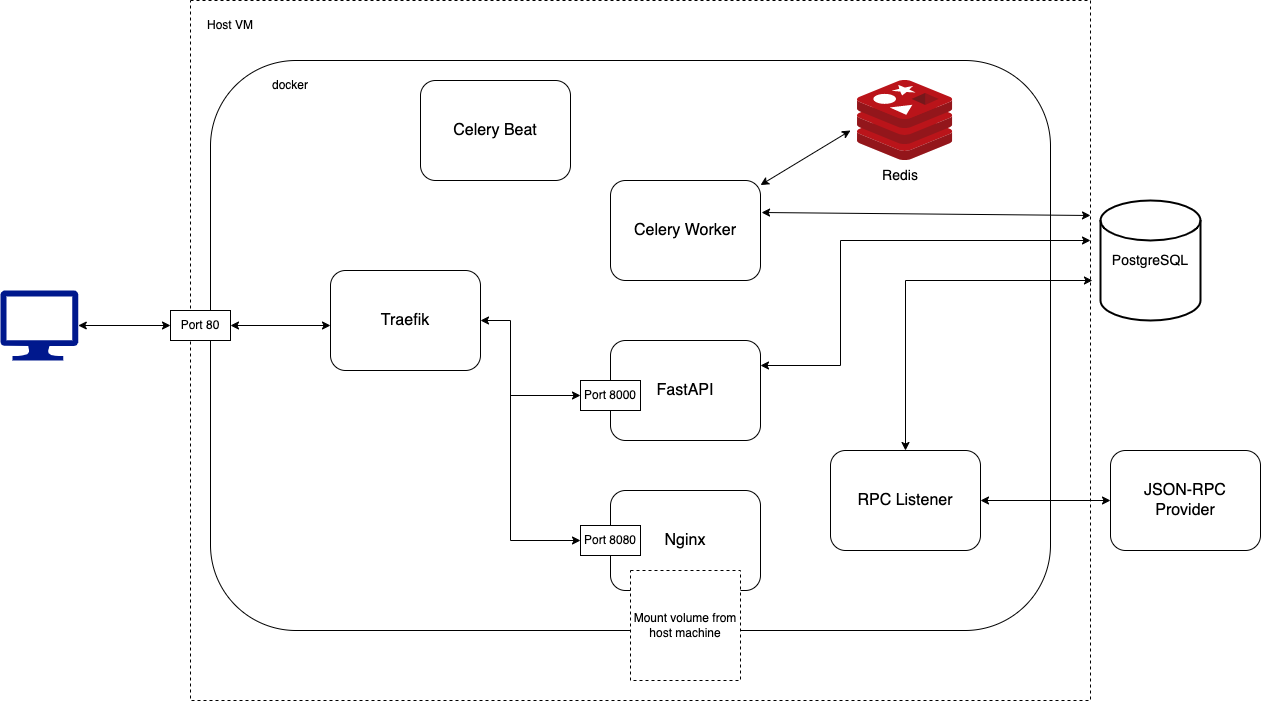 Host VM
docker
Celery Beat
Redis
Celery Worker
PostgreSQL
Port 80
Traefik
Port 8000
FastAPI
RPC Listener
JSON-RPC
Provider
Port 8080
Nginx
Mount volume from
host machine